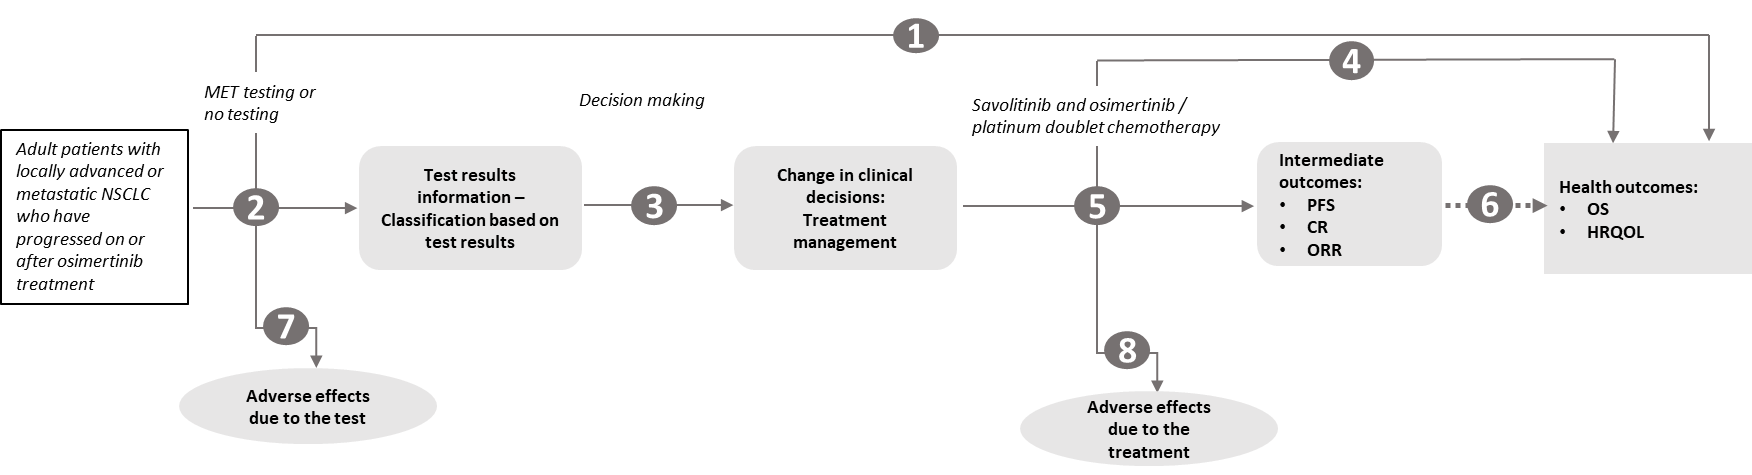 1
4
MET testing or
no testing
Decision making
Savolitinib and osimertinib /
platinum doublet chemotherapy
Adult patients with
locally advanced or
metastatic NSCLC
who have
progressed on or
after osimertinib
treatment
2
Test results
information –
Classification based on
test results
3
Change in clinical
decisions:
Treatment
management
5
Intermediate
outcomes:
• PFS
• CR
• ORR
6
Health outcomes:
• OS
• HRQOL
7
Adverse effects
due to the test
8
Adverse effects
due to the
treatment